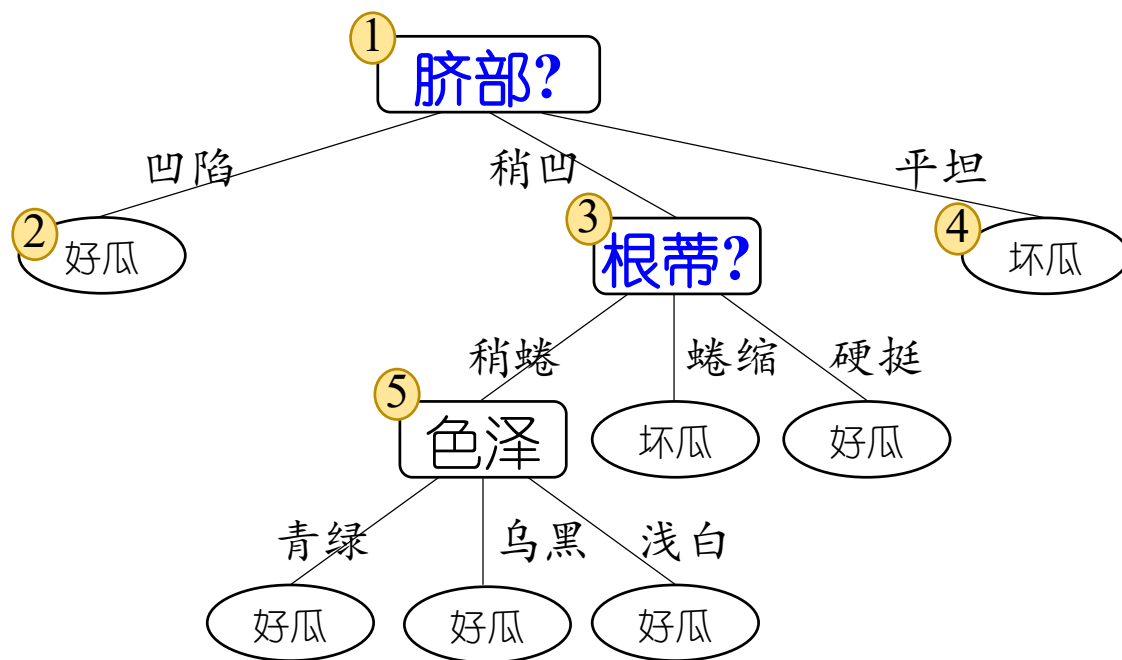 1
脐部?
凹陷
稍凹
平坦
2
好瓜
3
根蒂?
4
坏瓜
稍蜷
蜷缩
硬挺
5
色泽
坏瓜
好瓜
青绿
乌黑
浅白
好瓜
好瓜
好瓜